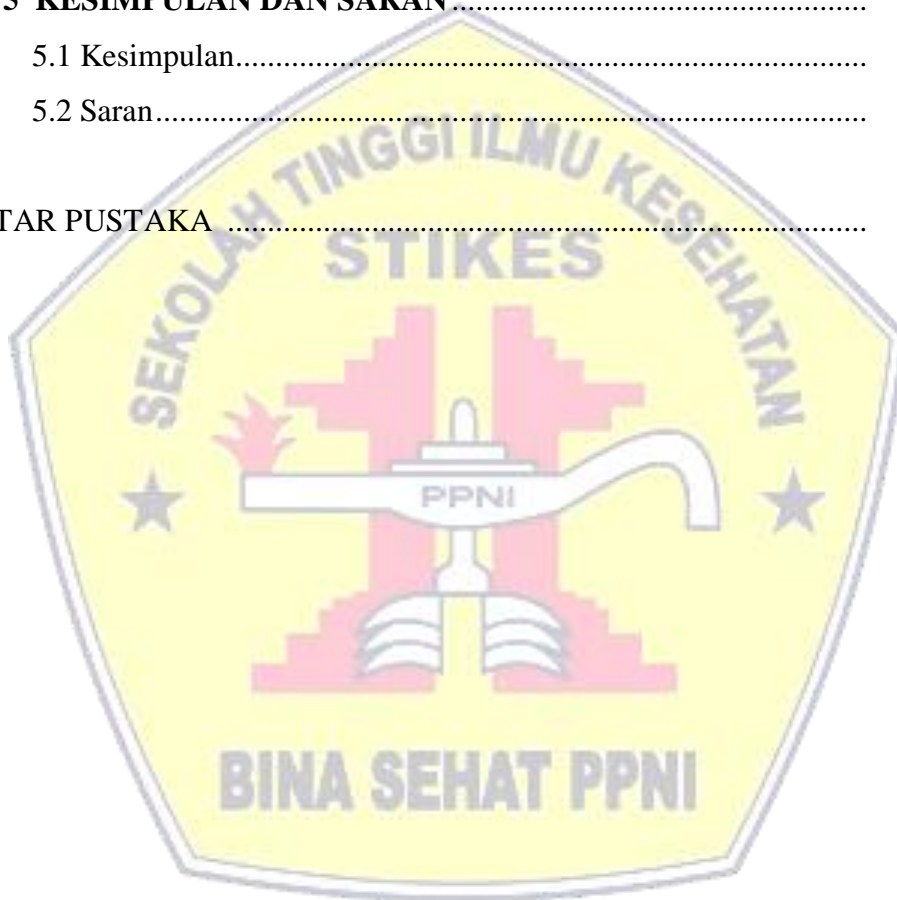 5 KESIMPULAN DAN SARAN..............................................................
5.1 Kesimpulan...............................................................................
5.2 Saran.........................................................................................
TAR PUSTAKA ................................................................................
SEKOLAH TINGGI ILMU KESEHATAN
STIKES
PPNI
BINA SEHAT PPNI